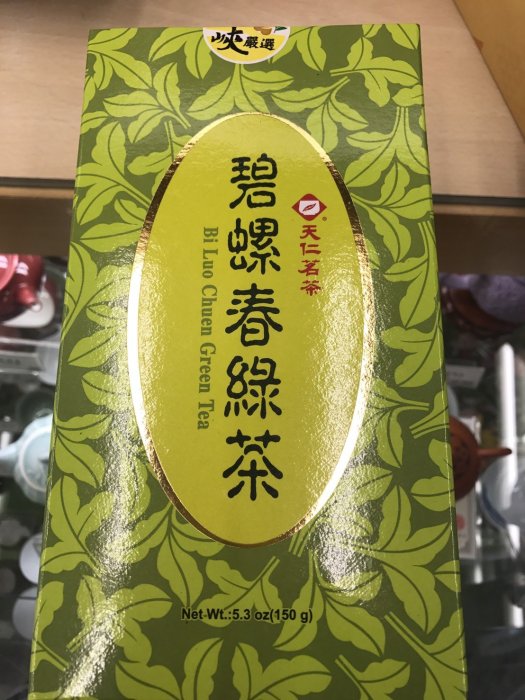 峽嚴選
天仁茗茶
碧螺春綠茶
Bi Luo Chuen Green Tea
Net Wt.:5.3 oz(150 g)